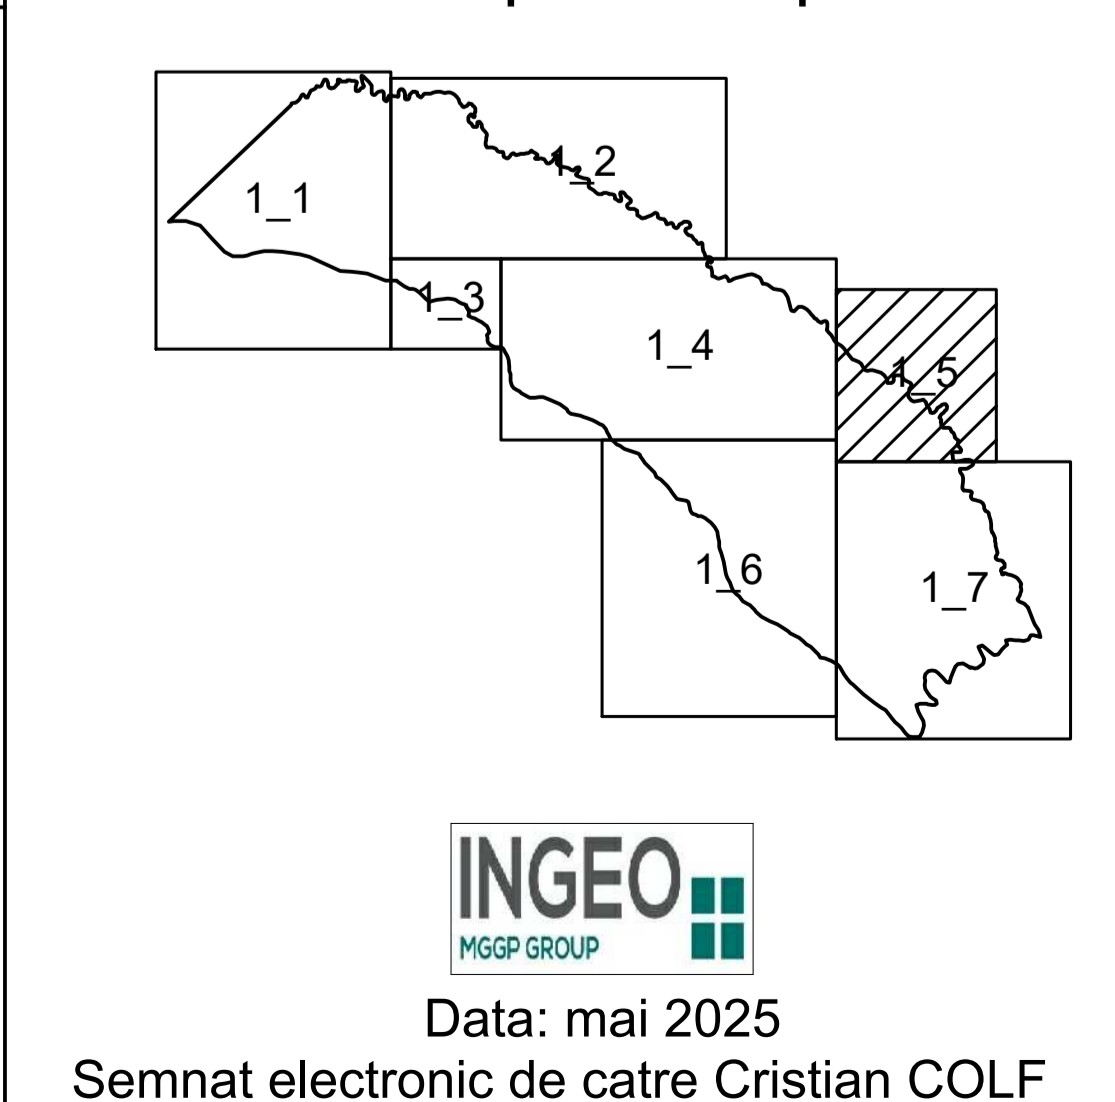 1_1
1_2
1_3
1_4
1_5
1_6
1_7
INGEO
MGGP GROUP
Data: mai 2025
Semnat electronic de catre Cristian COLF